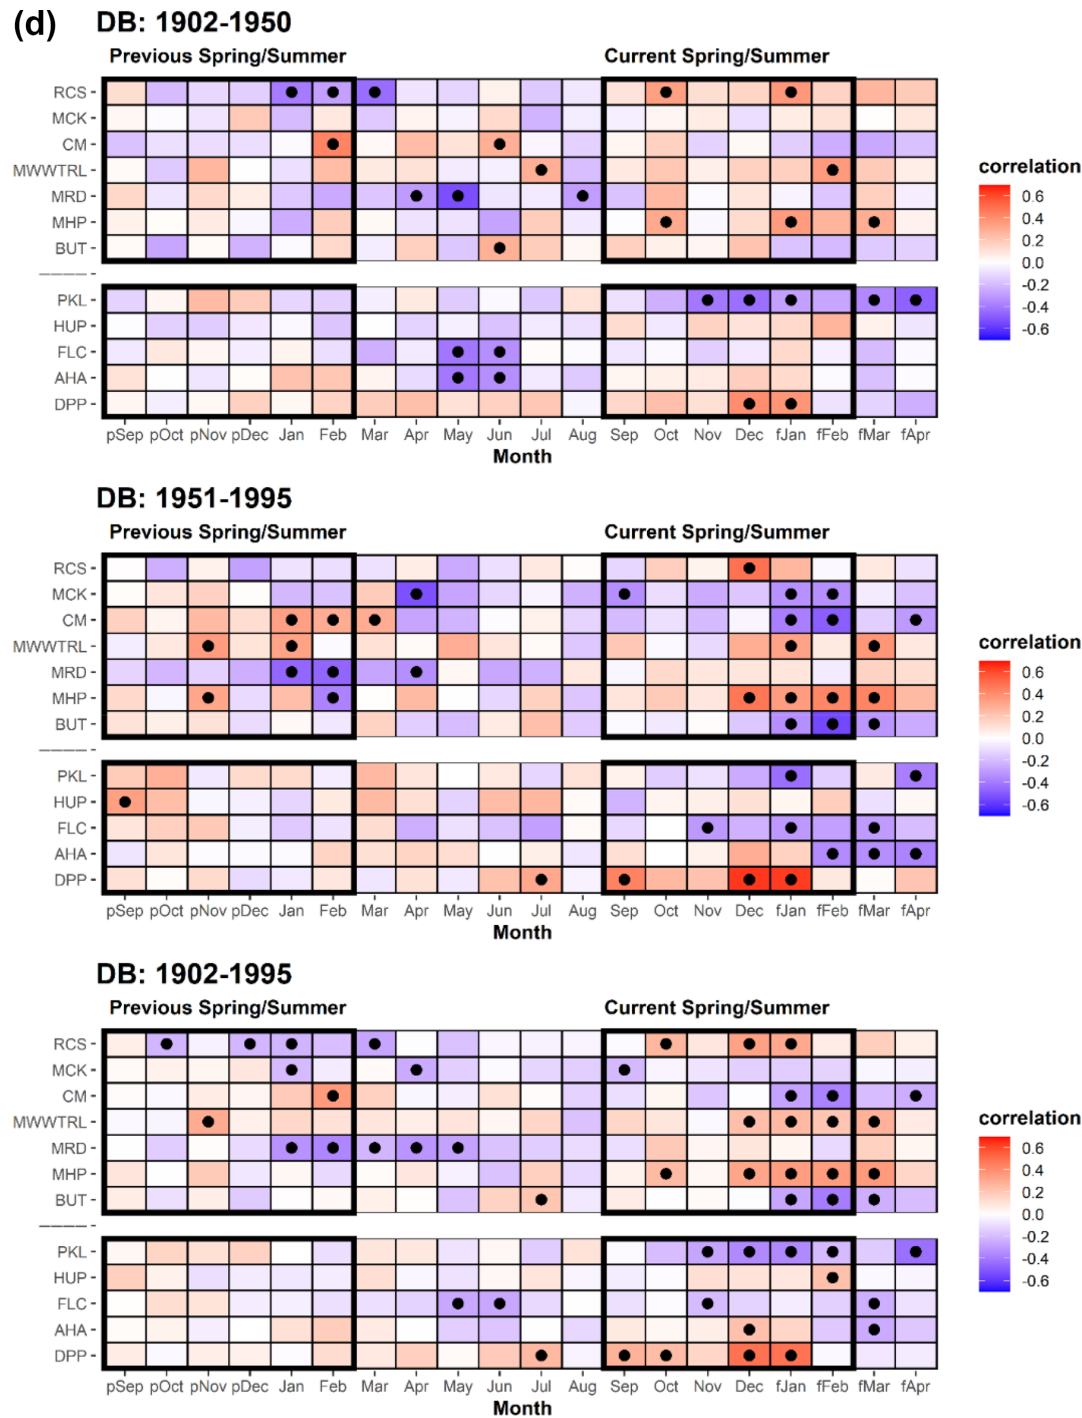 (d) DB: 1902-1950
Previous Spring/Summer Current Spring/Summer
RCS
MCK
CM
MWWTRL
MRD
MHP
BUT
————
PKL
HUP
FLC
AHA
DPP
pSep pOct pNov pDec Jan Feb Mar Apr May Jun Jul Aug Sep Oct Nov Dec fJan fFeb fMar fApr
Month
correlation
0.6
0.4
0.2
0.0
-0.2
-0.4
-0.6
DB: 1951-1995
Previous Spring/Summer Current Spring/Summer
RCS
MCK
CM
MWWTRL
MRD
MHP
BUT
————
PKL
HUP
FLC
AHA
DPP
pSep pOct pNov pDec Jan Feb Mar Apr May Jun Jul Aug Sep Oct Nov Dec fJan fFeb fMar fApr
Month
correlation
0.6
0.4
0.2
0.0
-0.2
-0.4
-0.6
DB: 1902-1995
Previous Spring/Summer Current Spring/Summer
RCS
MCK
CM
MWWTRL
MRD
MHP
BUT
————
PKL
HUP
FLC
AHA
DPP
pSep pOct pNov pDec Jan Feb Mar Apr May Jun Jul Aug Sep Oct Nov Dec fJan fFeb fMar fApr
Month
correlation
0.6
0.4
0.2
0.0
-0.2
-0.4
-0.6